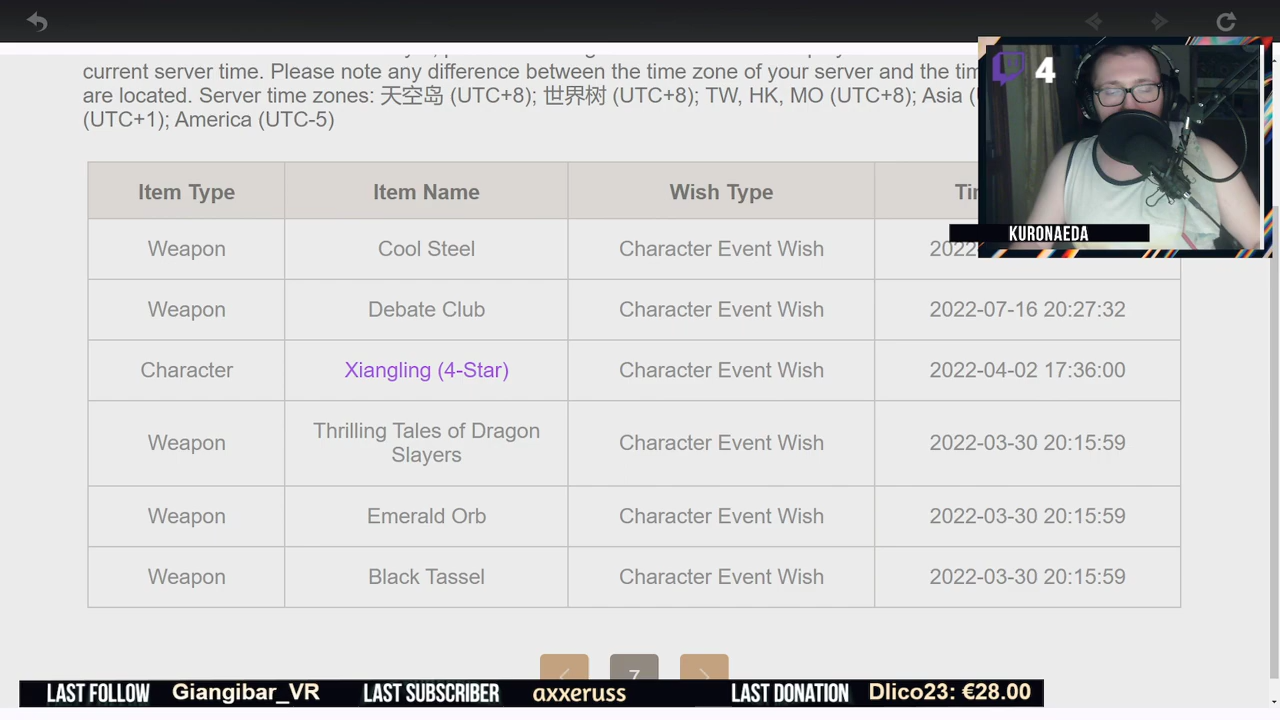 current server time. Please note any difference between the time zone of your server and the
are located. Server time zones: 天空岛 (UTC+8); 世界树 (UTC+8); TW, HK, MO (UTC+8); Asia
(UTC+1); America (UTC-5)
4
KURONAEDA
Item Type Item Name Wish Type
Weapon Cool Steel Character Event Wish 2022
Weapon Debate Club Character Event Wish 2022-07-16 20:27:32
Character Xiangling (4-Star) Character Event Wish 2022-04-02 17:36:00
Weapon Thrilling Tales of Dragon Slayers Character Event Wish 2022-03-30 20:15:59
Weapon Emerald Orb Character Event Wish 2022-03-30 20:15:59
Weapon Black Tassel Character Event Wish 2022-03-30 20:15:59
LAST FOLLOW Giangibar_VR LAST SUBSCRIBER axxeruss LAST DONATION Dlico23: €28.00